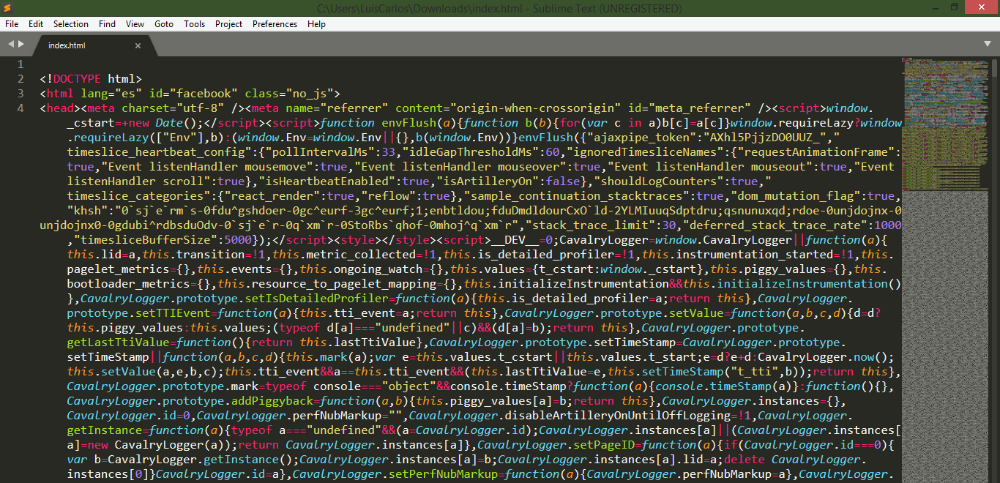 C:\Users\LuisCarlos\Downloads\index.html - Sublime Text (UNREGISTERED)
File Edit Selection Find View Goto Tools Project Preferences Help
index.html
1
2 <!DOCTYPE html>
3 <html lang="es" id="facebook" class="no_js">
4 <head><meta charset="utf-8" /><meta name="referrer" content="origin-when-crossorigin" id="meta_referrer" /><script>window.
_cstart=+new Date();</script><script>function envFlush(a){function b(b){for(var c in a)b[c]=a[c]}window.requireLazy?window
.requireLazy(["Env"],b):(window.Env=window.Env||{},b(window.Env))}envFlush({"ajaxpipe_token":"AXhl5PjjzDO0UUZ_","
timeslice_heartbeat_config":{"pollIntervalMs":33,"idleGapThresholdMs":60,"ignoredTimesliceNames":{"requestAnimationFrame":
true,"Event listenHandler mousemove":true,"Event listenHandler mouseover":true,"Event listenHandler mouseout":true,"Event
listenHandler scroll":true},"isHeartbeatEnabled":true,"isArtilleryOn":false},"shouldLogCounters":true,"
timeslice_categories":{"react_render":true,"reflow":true},"sample_continuation_stacktraces":true,"dom_mutation_flag":true,
"khsh":"0`sj`e`rm`s-0fdu^gshdoer-0gc^eurf-3gc^eurf;1;enbtldou;fduDmdldourCxO`ld-2YLMIuuqSdptdru;qsnunuxqd;rdoe-0unjdojnx-0
unjdojnx0-0gdubi^rdbsduOdv-0`sj`e`r-0q`xm`r-0StoRbs`qhof-0mhoj^q`xm`r","stack_trace_limit":30,"deferred_stack_trace_rate":1000
,"timesliceBufferSize":5000});</script><style></style><script>__DEV__=0;CavalryLogger=window.CavalryLogger||function(a){
this.lid=a,this.transition=!1,this.metric_collected=!1,this.is_detailed_profiler=!1,this.instrumentation_started=!1,this.
pagelet_metrics={},this.events={},this.ongoing_watch={},this.values={t_cstart:window._cstart},this.piggy_values={},this.
bootloader_metrics={},this.resource_to_pagelet_mapping={},this.initializeInstrumentation&&this.initializeInstrumentation()
},CavalryLogger.prototype.setIsDetailedProfiler=function(a){this.is_detailed_profiler=a;return this},CavalryLogger.
prototype.setTTIEvent=function(a){this.tti_event=a;return this},CavalryLogger.prototype.setValue=function(a,b,c,d){d=d?
this.piggy_values:this.values;(typeof d[a]==="undefined"||c)&&(d[a]=b);return this},CavalryLogger.prototype.
getLastTtiValue=function(){return this.lastTtiValue},CavalryLogger.prototype.setTimeStamp=CavalryLogger.prototype.
setTimeStamp||function(a,b,c,d){this.mark(a);var e=this.values.t_cstart||this.values.t_start;e=d?e+d:CavalryLogger.now();
this.setValue(a,e,b,c);this.tti_event&&a==this.tti_event&&(this.lastTtiValue=e,this.setTimeStamp("t_tti",b));return this},
CavalryLogger.prototype.mark=typeof console==="object"&&console.timeStamp?function(a){console.timeStamp(a)}:function(){},
CavalryLogger.prototype.addPiggyback=function(a,b){this.piggy_values[a]=b;return this},CavalryLogger.instances={},
CavalryLogger.id=0,CavalryLogger.perfNubMarkup="",CavalryLogger.disableArtilleryOnUntilOffLogging=!1,CavalryLogger.
getInstance=function(a){typeof a==="undefined"&&(a=CavalryLogger.id);CavalryLogger.instances[a]||(CavalryLogger.instances[
a]=new CavalryLogger(a));return CavalryLogger.instances[a]},CavalryLogger.setPageID=function(a){if(CavalryLogger.id===0){
var b=CavalryLogger.getInstance();CavalryLogger.instances[a]=b;CavalryLogger.instances[a].lid=a;delete CavalryLogger.
instances[0]}CavalryLogger.id=a},CavalryLogger.setPerfNubMarkup=function(a){CavalryLogger.perfNubMarkup=a},CavalryLogger.